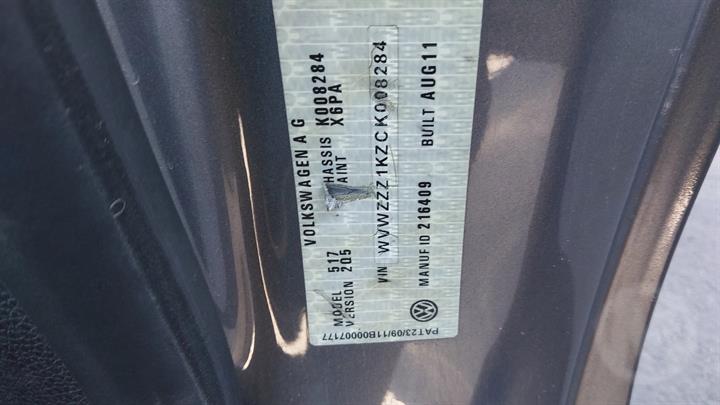 VOLKSWAGEN A G
MODEL 517 CHASSIS K008284
VERSION 205 PAINT X6PA
VIN WVWZZZ1KZCK008284
MANUF ID 216409 BUILT AUG11
PAT23/09/11B00007177